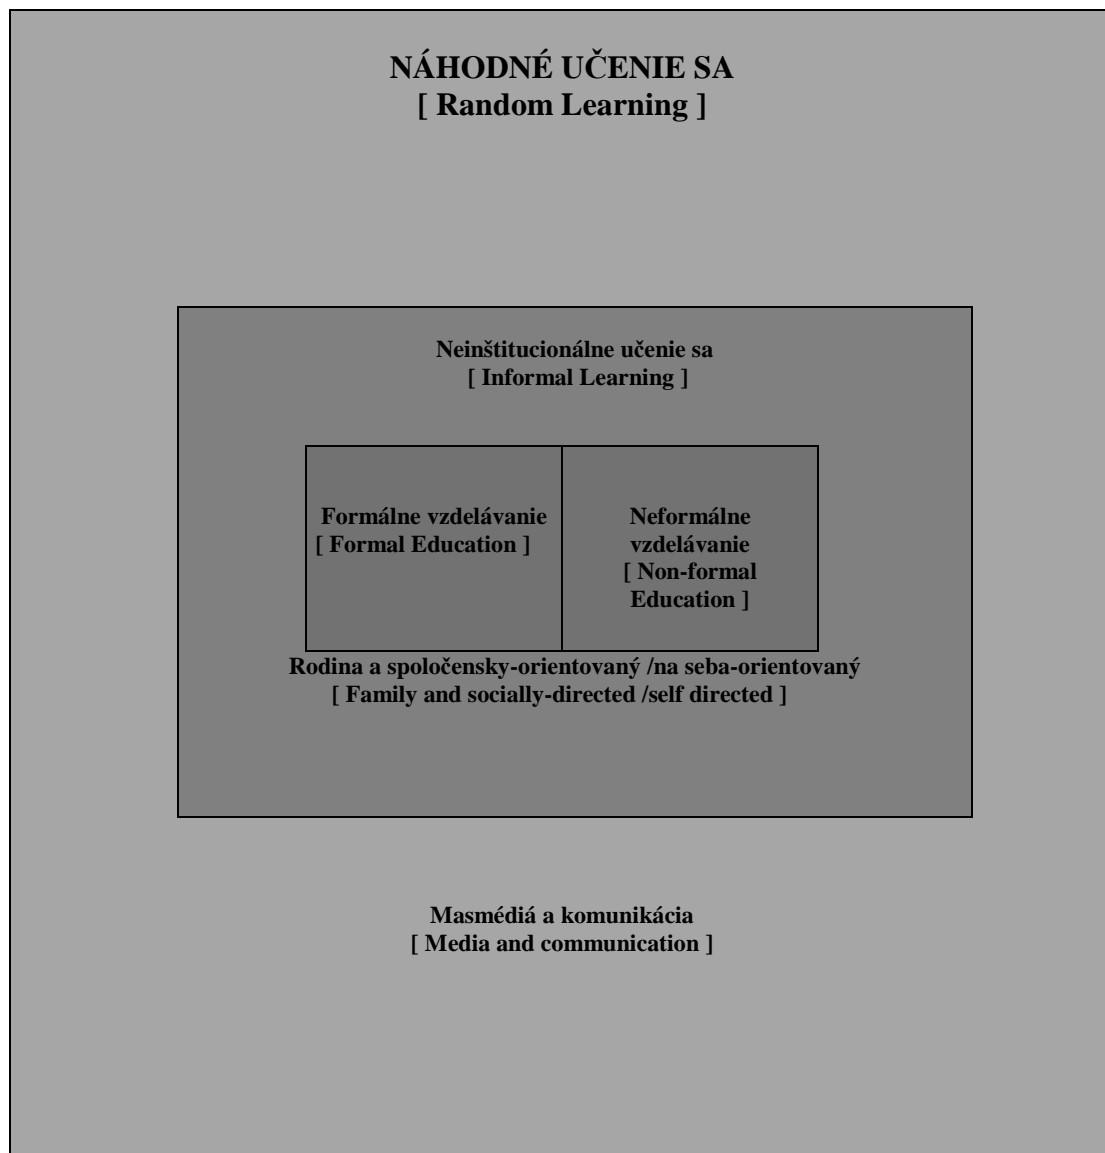 NÁHODNÉ UČENIE SA
[ Random Learning ]
Neinštitucionálne učenie sa
[ Informal Learning ]
Formálne vzdelávanie
[ Formal Education ]
Neformálne
vzdelávanie
[ Non-formal
Education ]
Rodina a spoločensky-orientovaný /na seba-orientovaný
[ Family and socially-directed /self directed ]
Masmédiá a komunikácia
[ Media and communication ]